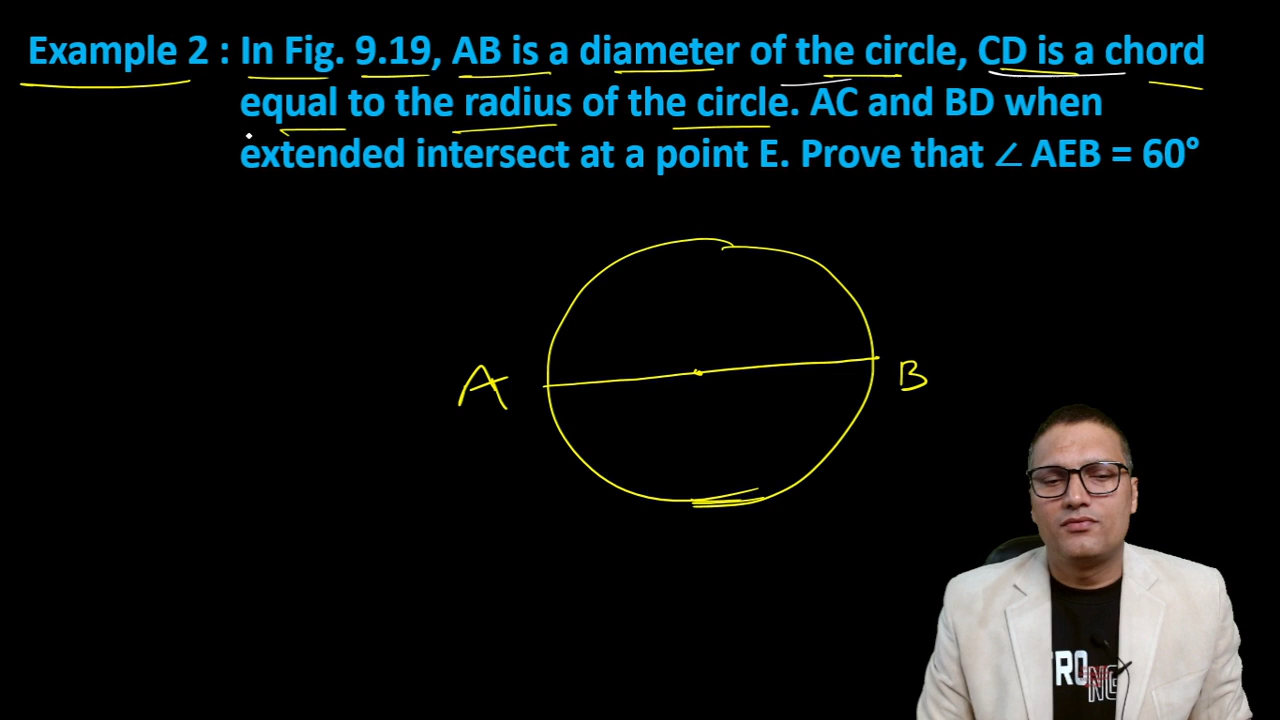 Example 2 : In Fig. 9.19, AB is a diameter of the circle, CD is a chord
equal to the radius of the circle. AC and BD when
extended intersect at a point E. Prove that ∠ AEB = 60°
A
B